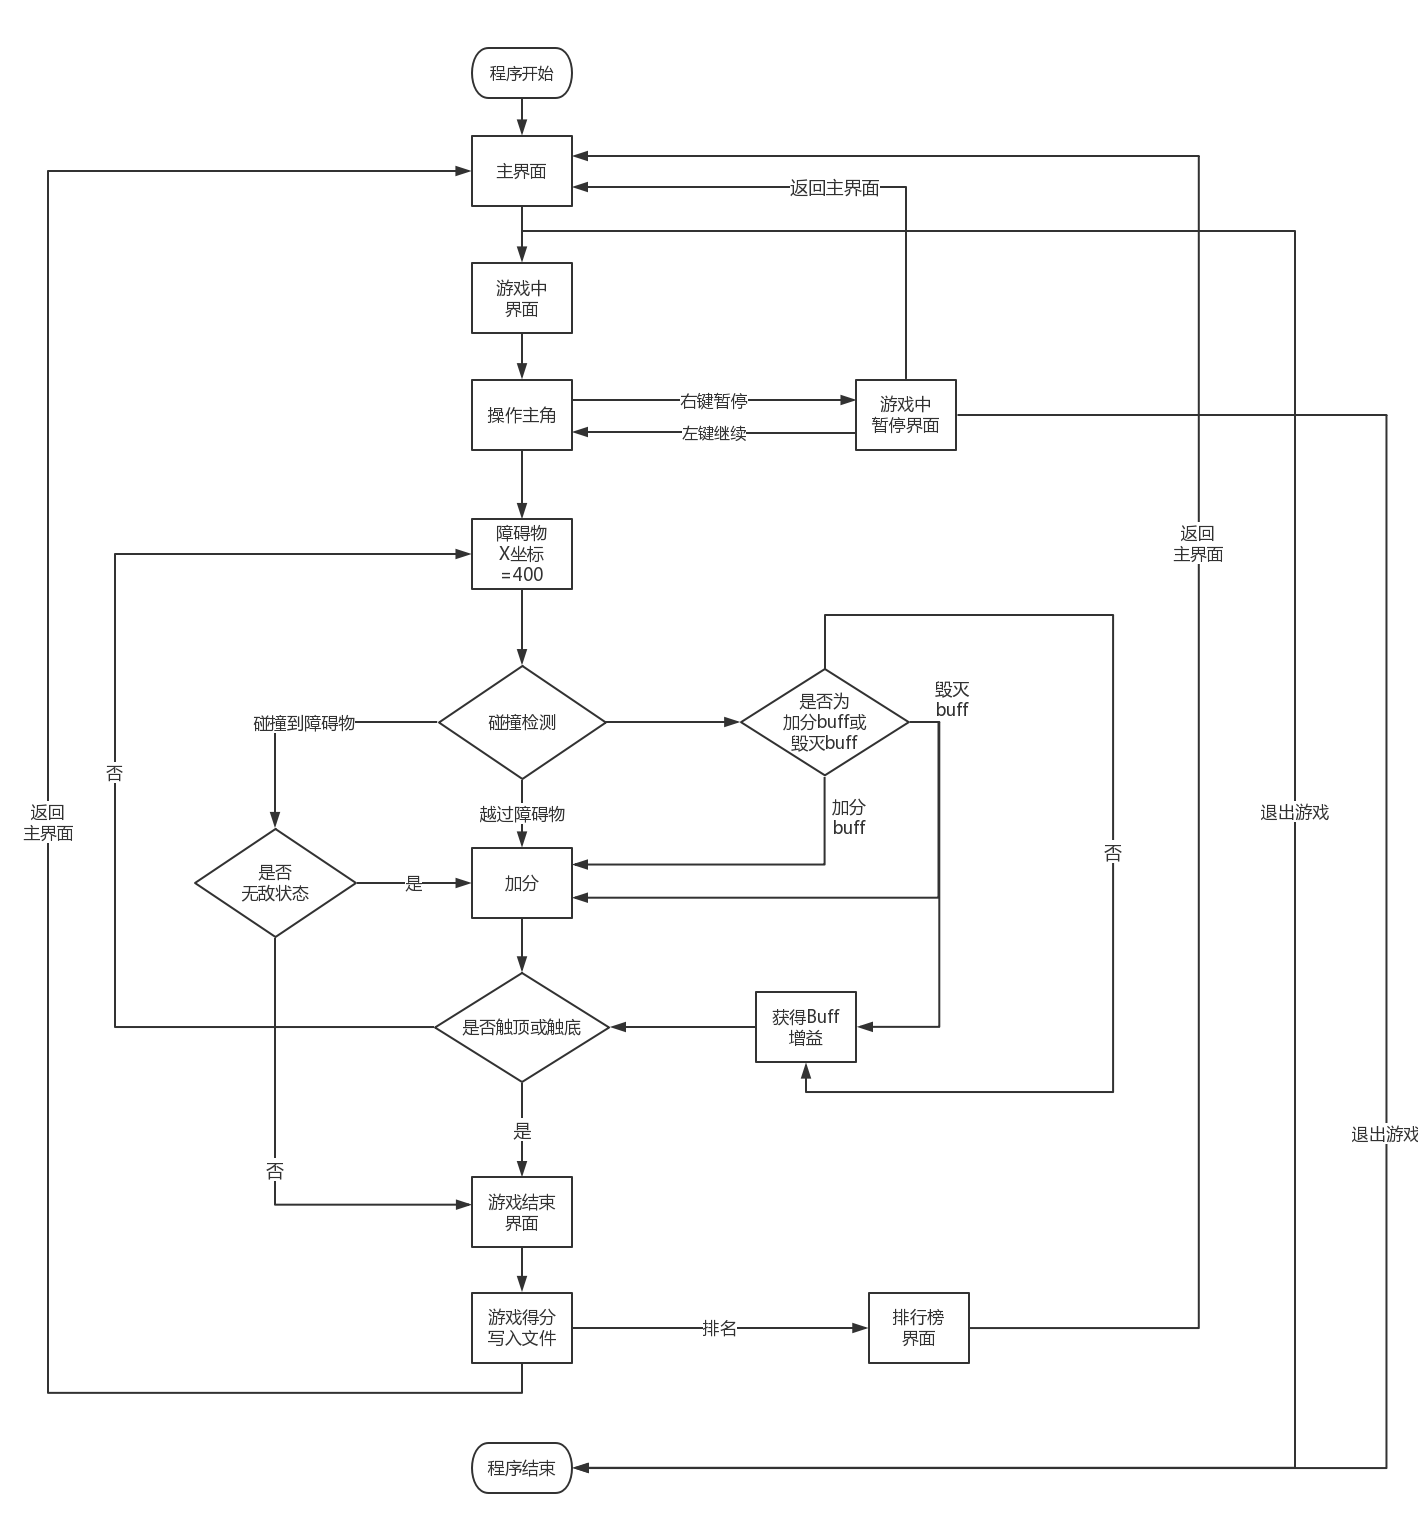 程序开始
主界面
返回主界面
游戏中
界面
操作主角
右键暂停
左键继续
游戏中
暂停界面
障碍物
X坐标
=400
返回
主界面
碰撞到障碍物
碰撞检测
是否为
加分buff或
毁灭buff
毁灭
buff
否
越过障碍物
加分
buff
返回
主界面
退出游戏
否
是否
无敌状态
是
加分
是否触顶或触底
获得Buff
增益
是
退出游戏
否
游戏结束
界面
游戏得分
写入文件
排名
排行榜
界面
程序结束